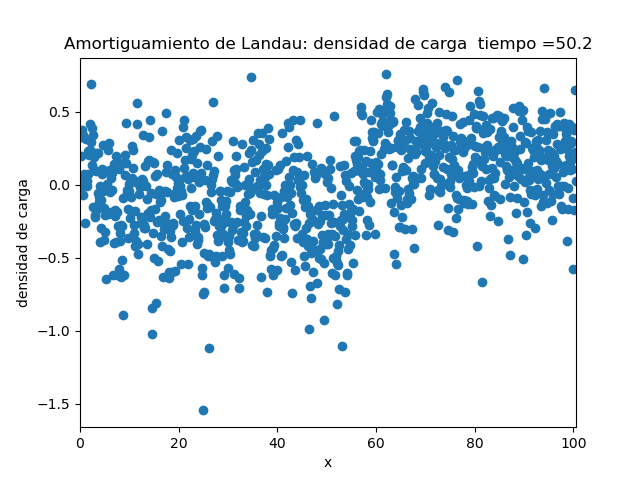 Amortiguamiento de Landau: densidad de carga  tiempo =50.2
densidad de carga
0.5
0.0
−0.5
−1.0
−1.5
0 20 40 60 80 100
x